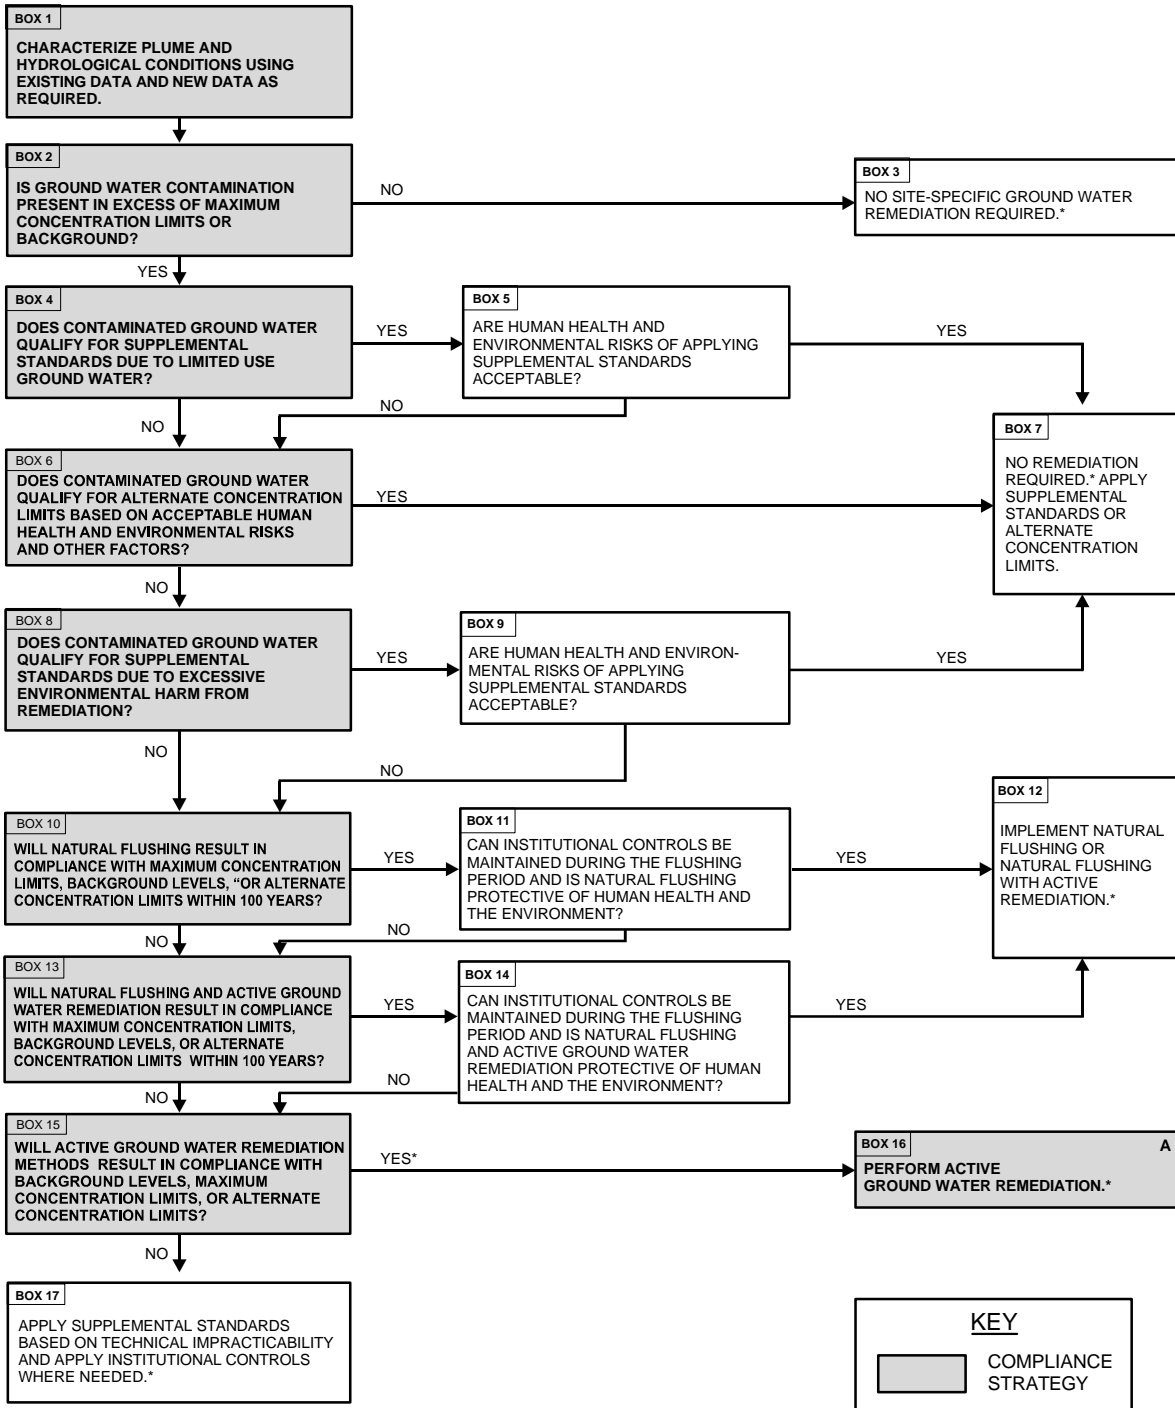 BOX 1
CHARACTERIZE PLUME AND
HYDROLOGICAL CONDITIONS USING
EXISTING DATA AND NEW DATA AS
REQUIRED.
BOX 2
IS GROUND WATER CONTAMINATION
PRESENT IN EXCESS OF MAXIMUM
CONCENTRATION LIMITS OR
BACKGROUND?
NO
BOX 3
NO SITE-SPECIFIC GROUND WATER
REMEDIATION REQUIRED.*
YES
BOX 4
DOES CONTAMINATED GROUND WATER
QUALIFY FOR SUPPLEMENTAL
STANDARDS DUE TO LIMITED USE
GROUND WATER?
YES
BOX 5
ARE HUMAN HEALTH AND
ENVIRONMENTAL RISKS OF APPLYING
SUPPLEMENTAL STANDARDS
ACCEPTABLE?
YES
NO
NO
BOX 6
DOES CONTAMINATED GROUND WATER
QUALIFY FOR ALTERNATE CONCENTRATION
LIMITS BASED ON ACCEPTABLE HUMAN
HEALTH AND ENVIRONMENTAL RISKS
AND OTHER FACTORS?
YES
BOX 7
NO REMEDIATION
REQUIRED.* APPLY
SUPPLEMENTAL
STANDARDS OR
ALTERNATE
CONCENTRATION
LIMITS.
NO
BOX 8
DOES CONTAMINATED GROUND WATER
QUALIFY FOR SUPPLEMENTAL
STANDARDS DUE TO EXCESSIVE
ENVIRONMENTAL HARM FROM
REMEDIATION?
YES
BOX 9
ARE HUMAN HEALTH AND ENVIRON-
MENTAL RISKS OF APPLYING
SUPPLEMENTAL STANDARDS
ACCEPTABLE?
YES
NO
NO
BOX 10
WILL NATURAL FLUSHING RESULT IN
COMPLIANCE WITH MAXIMUM CONCENTRATION
LIMITS, BACKGROUND LEVELS, “OR ALTERNATE
CONCENTRATION LIMITS WITHIN 100 YEARS?
YES
BOX 11
CAN INSTITUTIONAL CONTROLS BE
MAINTAINED DURING THE FLUSHING
PERIOD AND IS NATURAL FLUSHING
PROTECTIVE OF HUMAN HEALTH AND
THE ENVIRONMENT?
YES
BOX 12
IMPLEMENT NATURAL
FLUSHING OR
NATURAL FLUSHING
WITH ACTIVE
REMEDIATION.*
NO
NO
BOX 13
WILL NATURAL FLUSHING AND ACTIVE GROUND
WATER REMEDIATION RESULT IN COMPLIANCE
WITH MAXIMUM CONCENTRATION LIMITS,
BACKGROUND LEVELS, OR ALTERNATE
CONCENTRATION LIMITS WITHIN 100 YEARS?
YES
BOX 14
CAN INSTITUTIONAL CONTROLS BE
MAINTAINED DURING THE FLUSHING
PERIOD AND IS NATURAL FLUSHING
AND ACTIVE GROUND WATER
REMEDIATION PROTECTIVE OF HUMAN
HEALTH AND THE ENVIRONMENT?
YES
NO
NO
BOX 15
WILL ACTIVE GROUND WATER REMEDIATION
METHODS RESULT IN COMPLIANCE WITH
BACKGROUND LEVELS, MAXIMUM
CONCENTRATION LIMITS, OR ALTERNATE
CONCENTRATION LIMITS?
YES*
BOX 16 A
PERFORM ACTIVE
GROUND WATER REMEDIATION.*
NO
BOX 17
APPLY SUPPLEMENTAL STANDARDS
BASED ON TECHNICAL IMPRACTICABILITY
AND APPLY INSTITUTIONAL CONTROLS
WHERE NEEDED.*
KEY
COMPLIANCE
STRATEGY